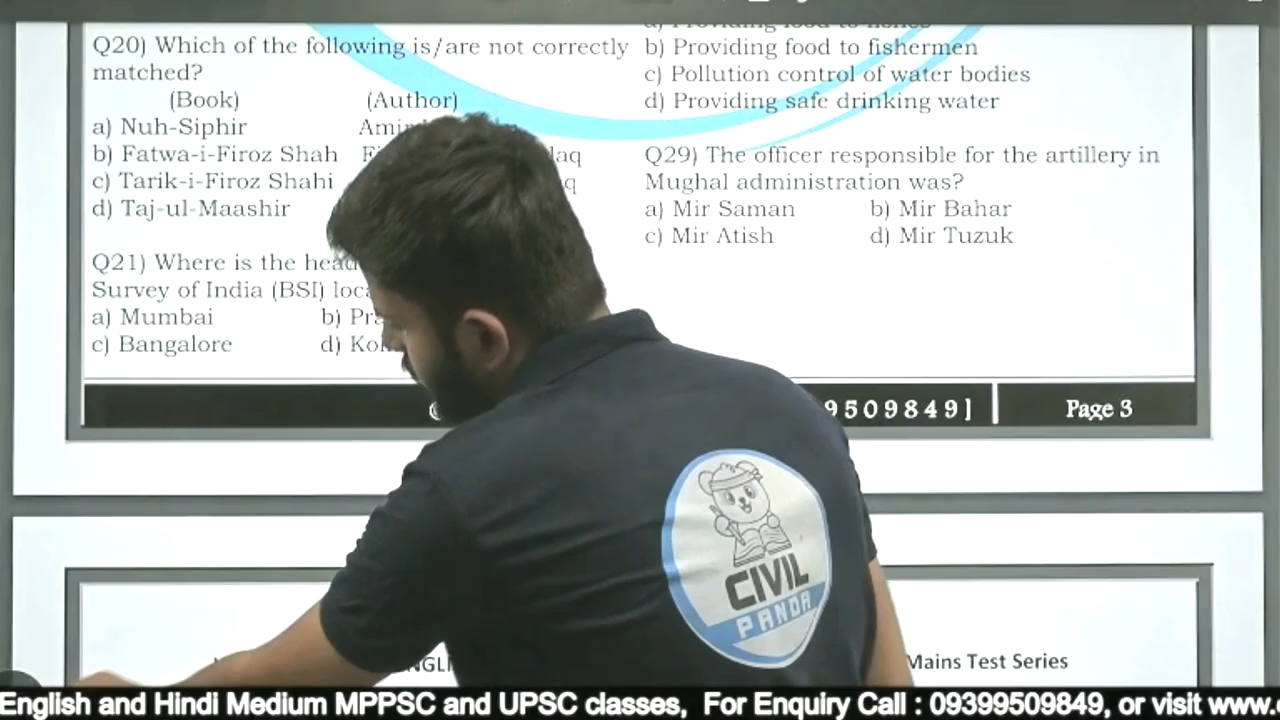 Q20) Which of the following is/are not correctly matched?
(Book) (Author)
a) Nuh-Siphir
b) Fatwa-i-Firoz Shah
c) Tarik-i-Firoz Shahi
d) Taj-ul-Maashir
Q21) Where is the
Survey of India (BSI)
a) Mumbai b)
c) Bangalore d)
b) Providing food to fishermen
c) Pollution control of water bodies
d) Providing safe drinking water
Q29) The officer responsible for the artillery in
Mughal administration was?
a) Mir Saman b) Mir Bahar
c) Mir Atish d) Mir Tuzuk
9509849] Page 3
CIVIL
PANDA
Mains Test Series
English and Hindi Medium MPPSC and UPSC classes, For Enquiry Call : 09399509849, or visit www.